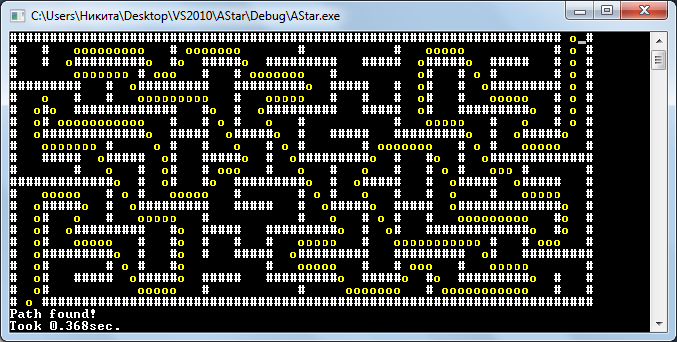 C:\Users\Никита\Desktop\VS2010\AStar\Debug\AStar.exe
Path found!
Took 0.368sec.